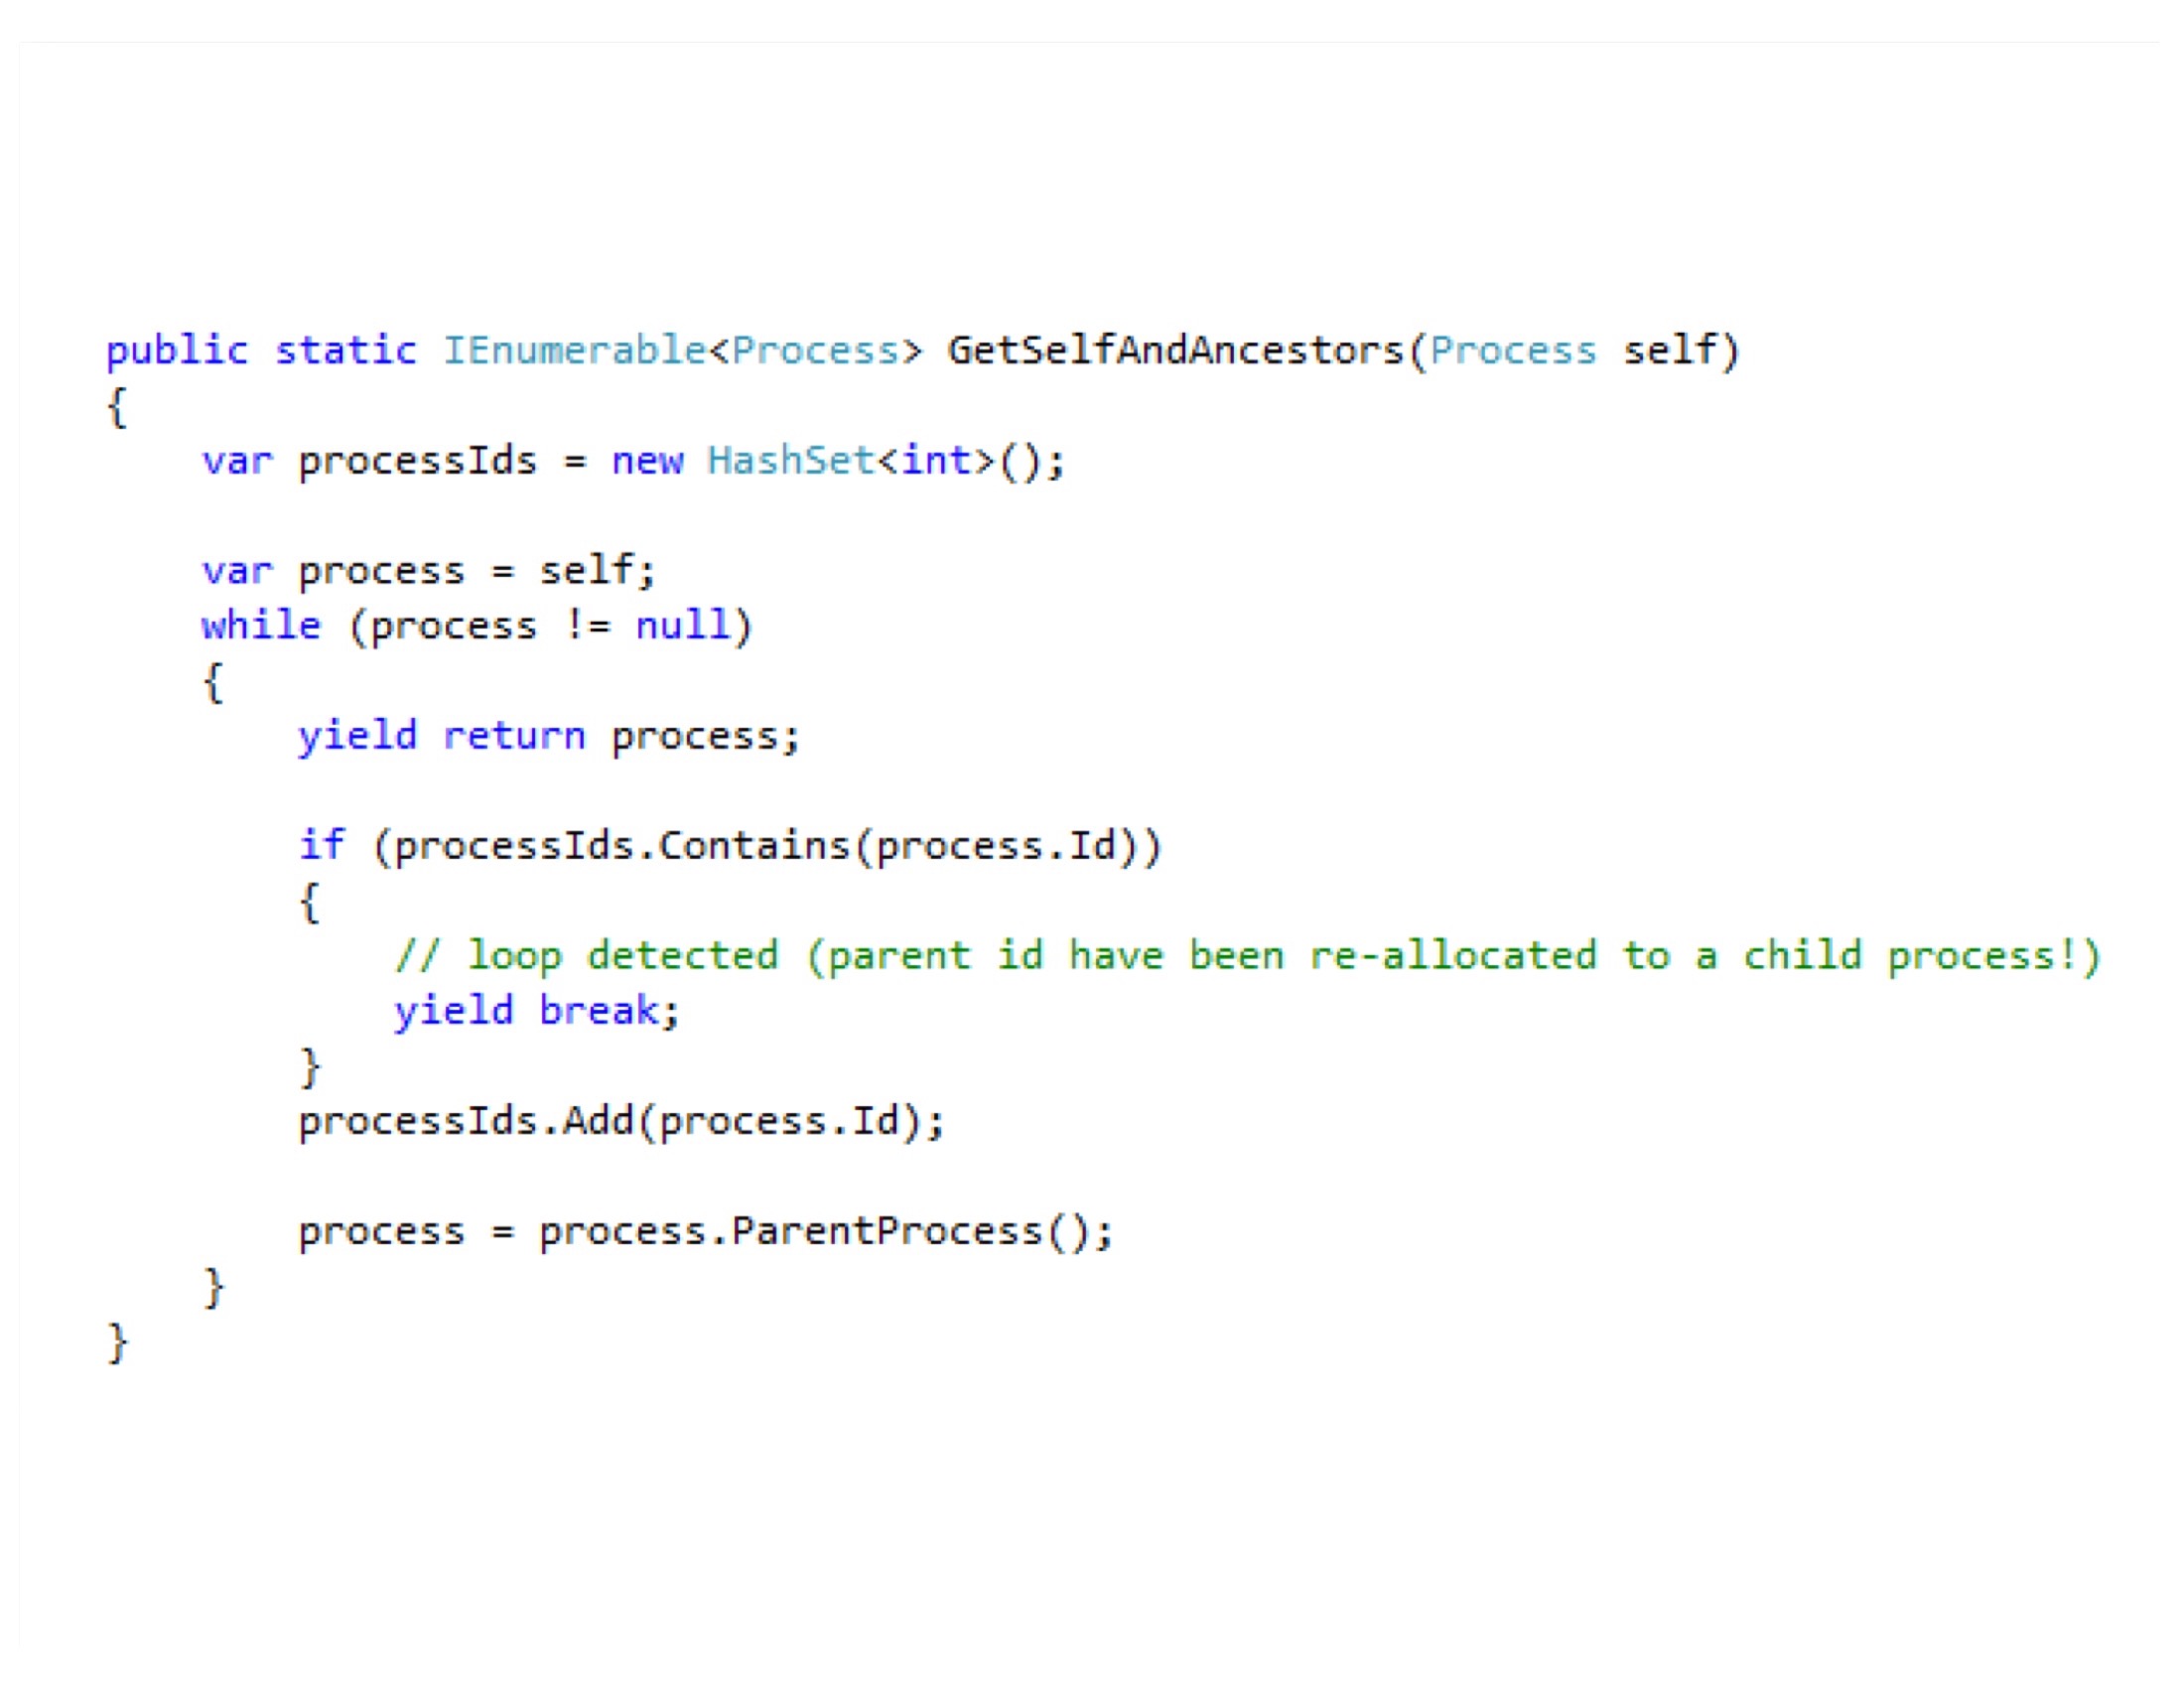 public static IEnumerable<Process> GetSelfAndAncestors(Process self)
{
    var processIds = new HashSet<int>();

    var process = self;
    while (process != null)
    {
        yield return process;

        if (processIds.Contains(process.Id))
        {
            // loop detected (parent id have been re-allocated to a child process!)
            yield break;
        }
        processIds.Add(process.Id);

        process = process.ParentProcess();
    }
}